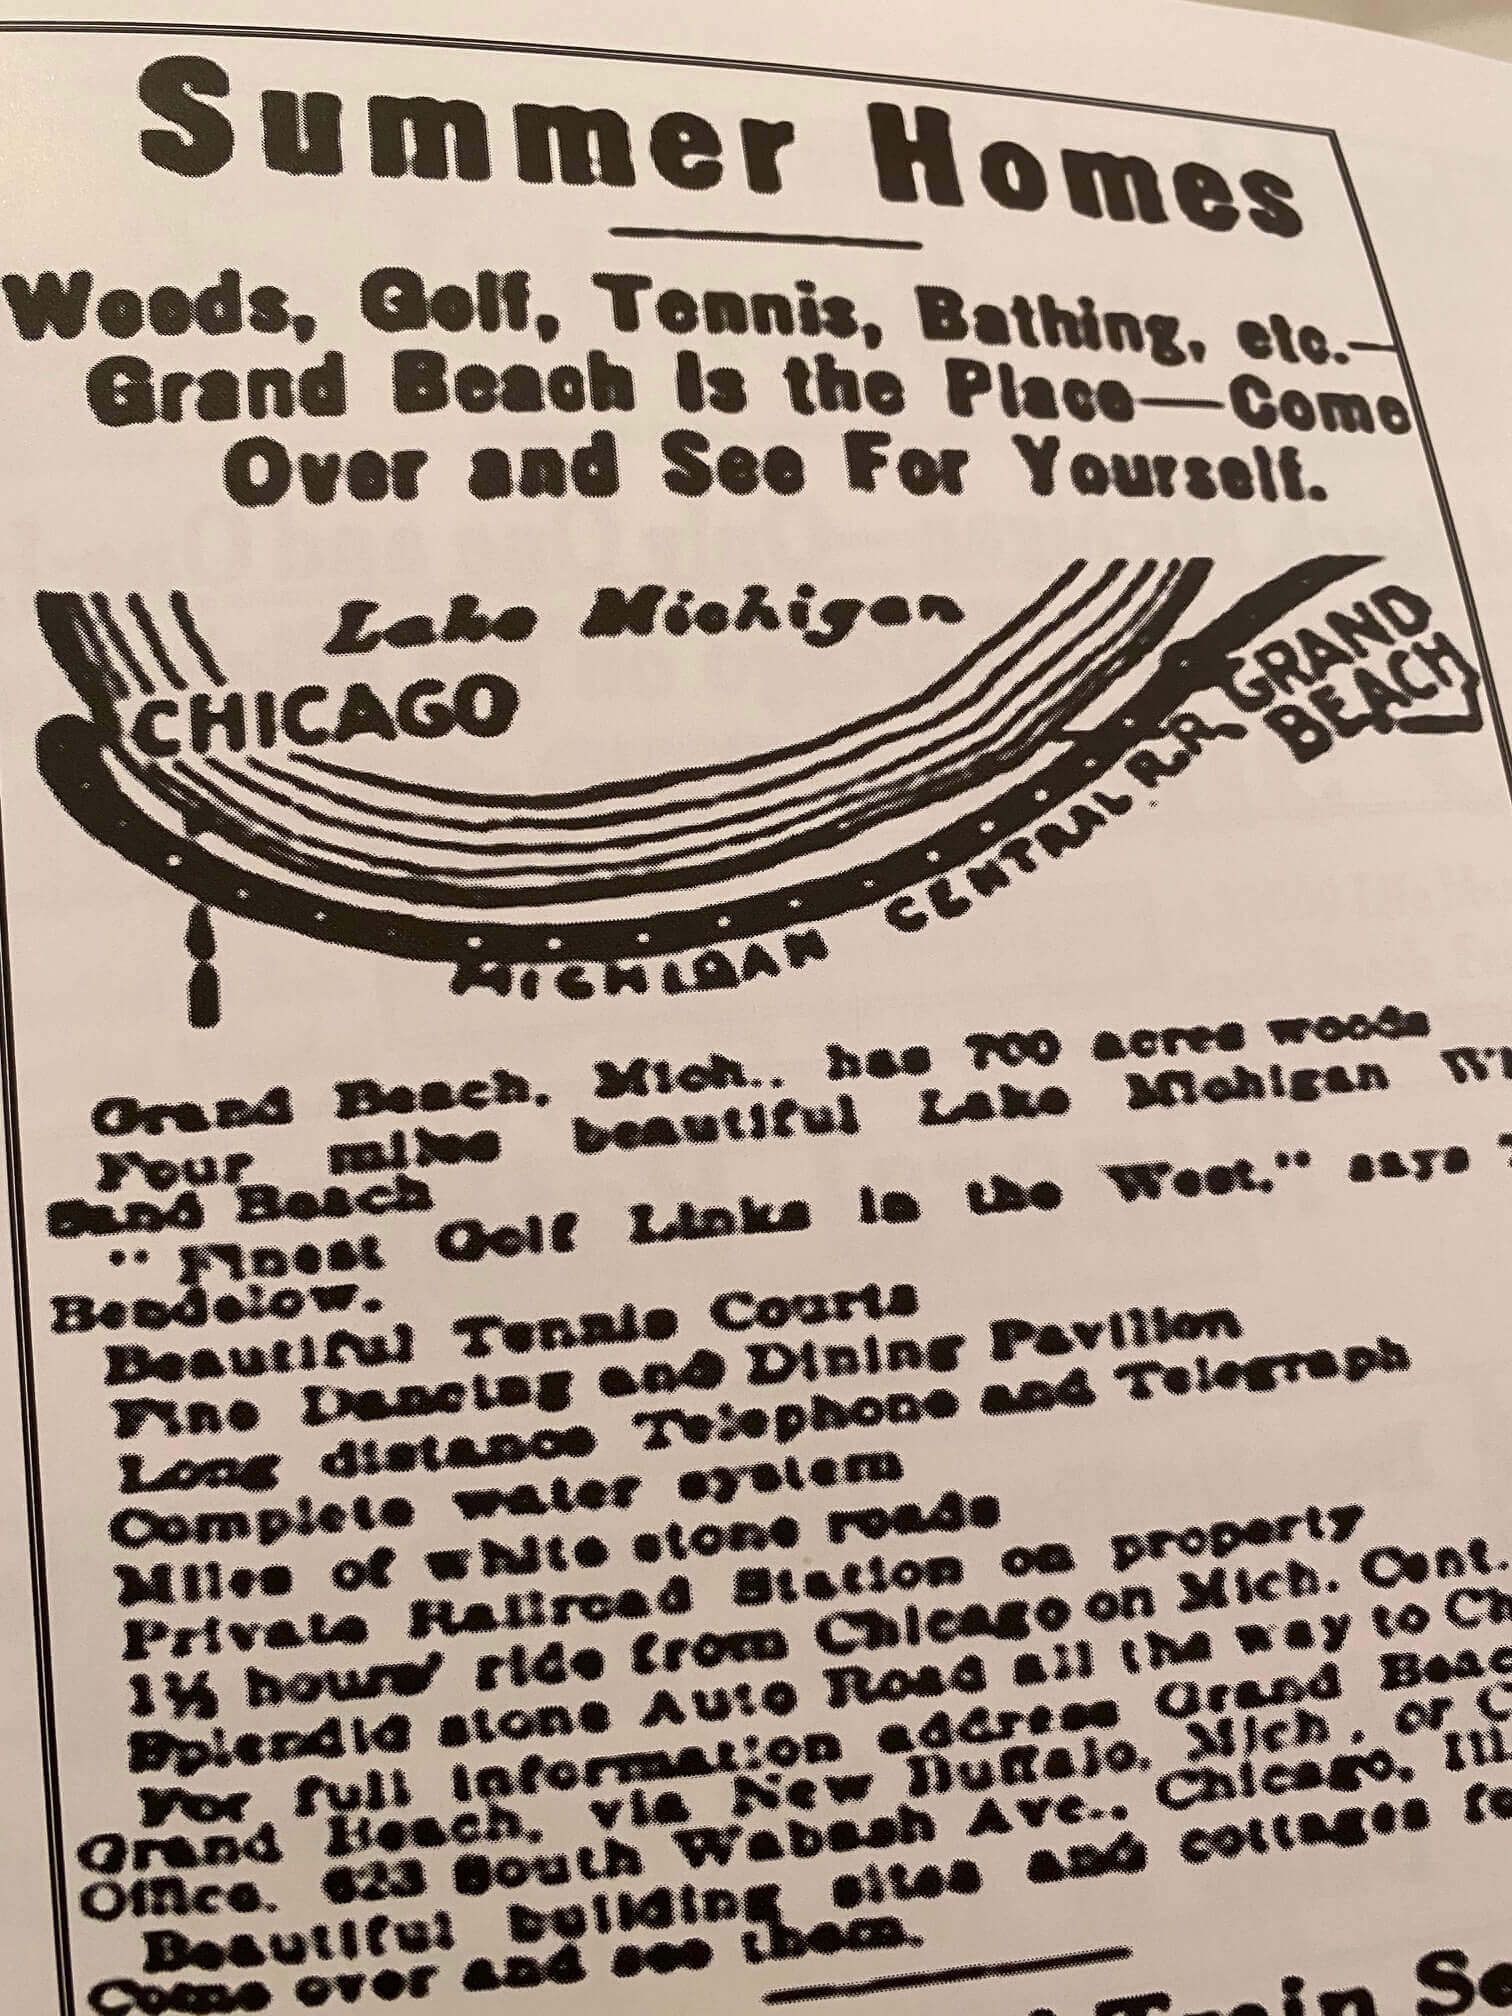 Summer Homes
Woods, Golf, Tennis, Bathing, etc.—
Grand Beach Is the Place—Come
Over and See For Yourself.
Lake Michigan
CHICAGO
GRAND
BEACH
MICHIGAN CENTRAL R.R.
Grand Beach, Mich., has 700 acres woods
Four miles beautiful Lake Michigan
Sand Beach
"Finest Golf Links in the West," says
Bendelow.
Beautiful Tennis Courts
Fine Dancing and Dining Pavilion
Long distance Telephone and Telegraph
Complete water system
Miles of white stone roads
Private Railroad Station on property
1½ hours' ride from Chicago on Mich. Cent.
Splendid stone Auto Road all the way to Ch
For full information address Grand Beac
Grand Beach, via New Buffalo, Mich., or C
Office, 623 South Wabash Ave., Chicago, Ill
Beautiful building sites and cottages fo
Come over and see them.
Train Se